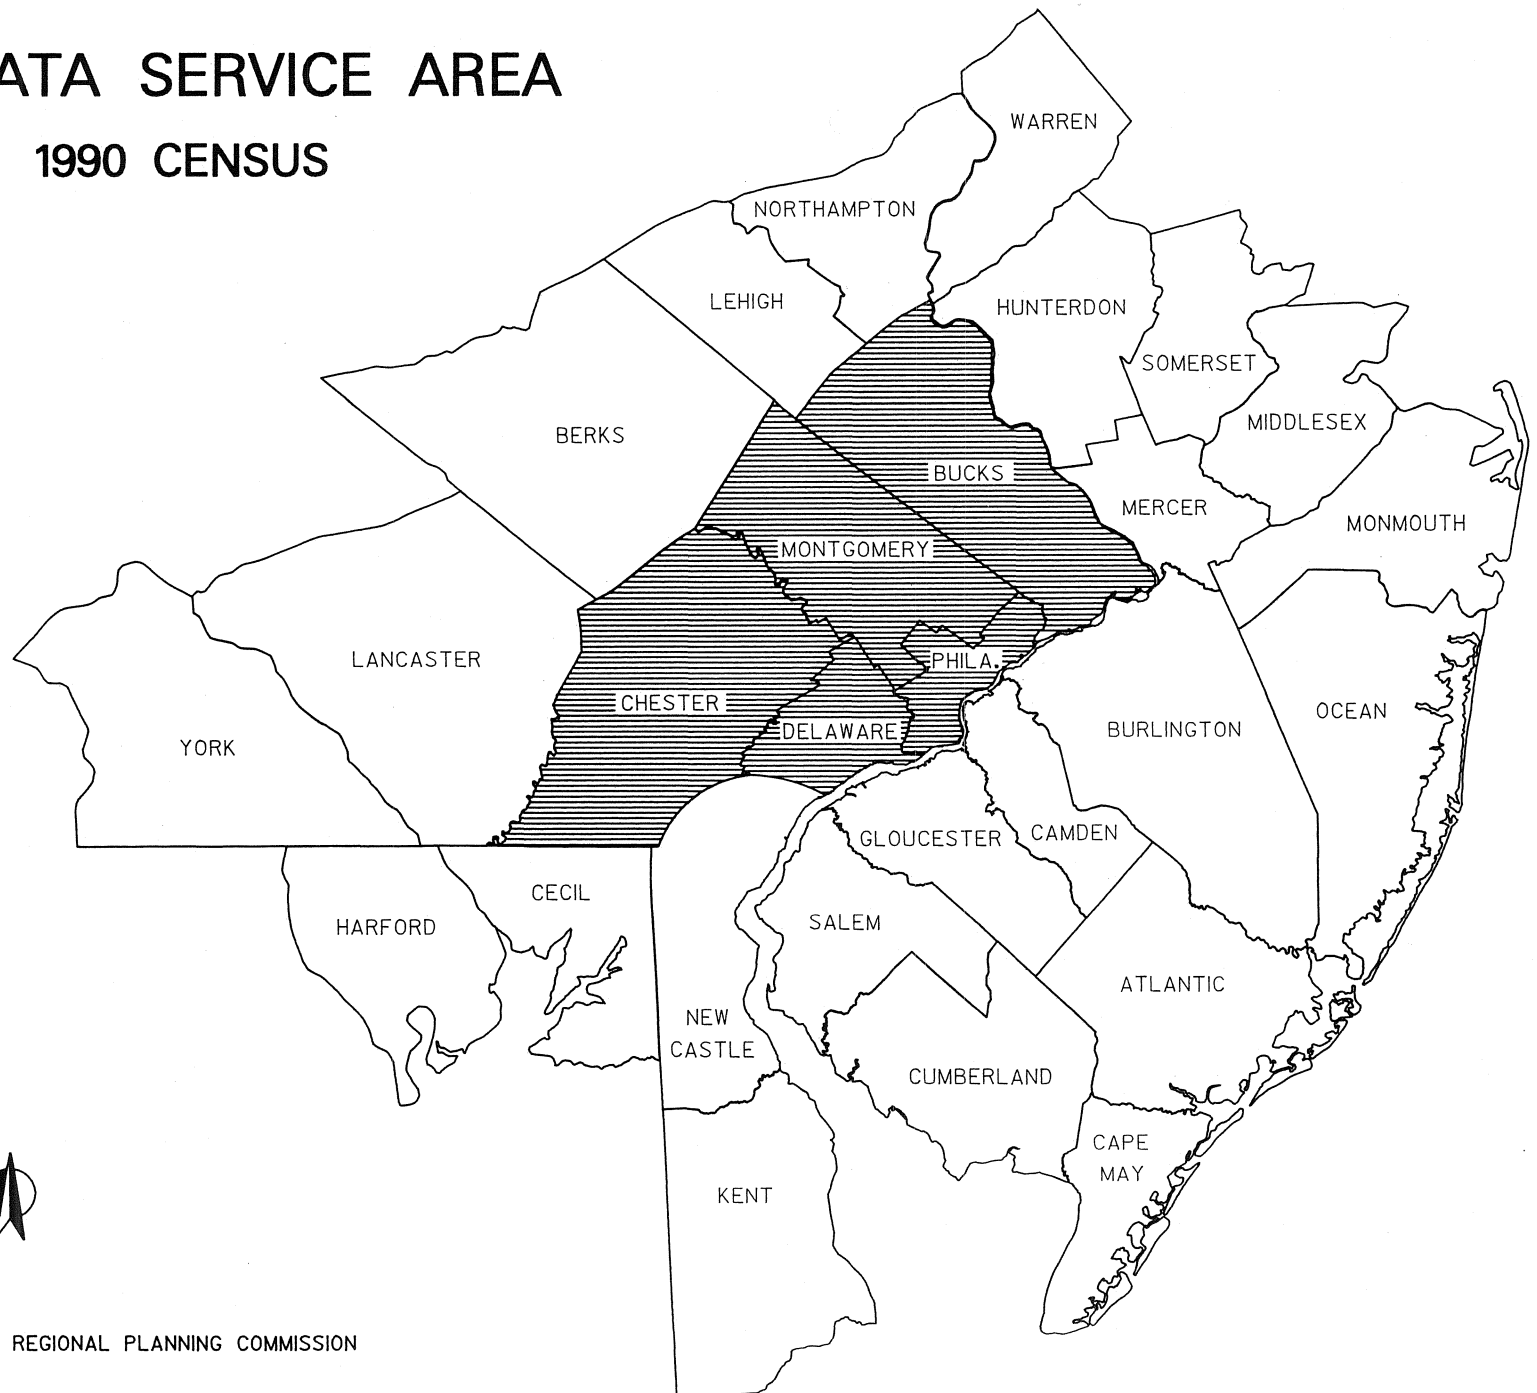 ATA SERVICE AREA
1990 CENSUS
WARREN
NORTHAMPTON
LEHIGH
HUNTERDON
SOMERSET
MIDDLESEX
BERKS
BUCKS
MERCER
MONMOUTH
MONTGOMERY
LANCASTER
PHILA.
CHESTER
DELAWARE
BURLINGTON
OCEAN
YORK
GLOUCESTER
CAMDEN
CECIL
HARFORD
SALEM
ATLANTIC
NEW
CASTLE
CUMBERLAND
CAPE
MAY
KENT
REGIONAL PLANNING COMMISSION